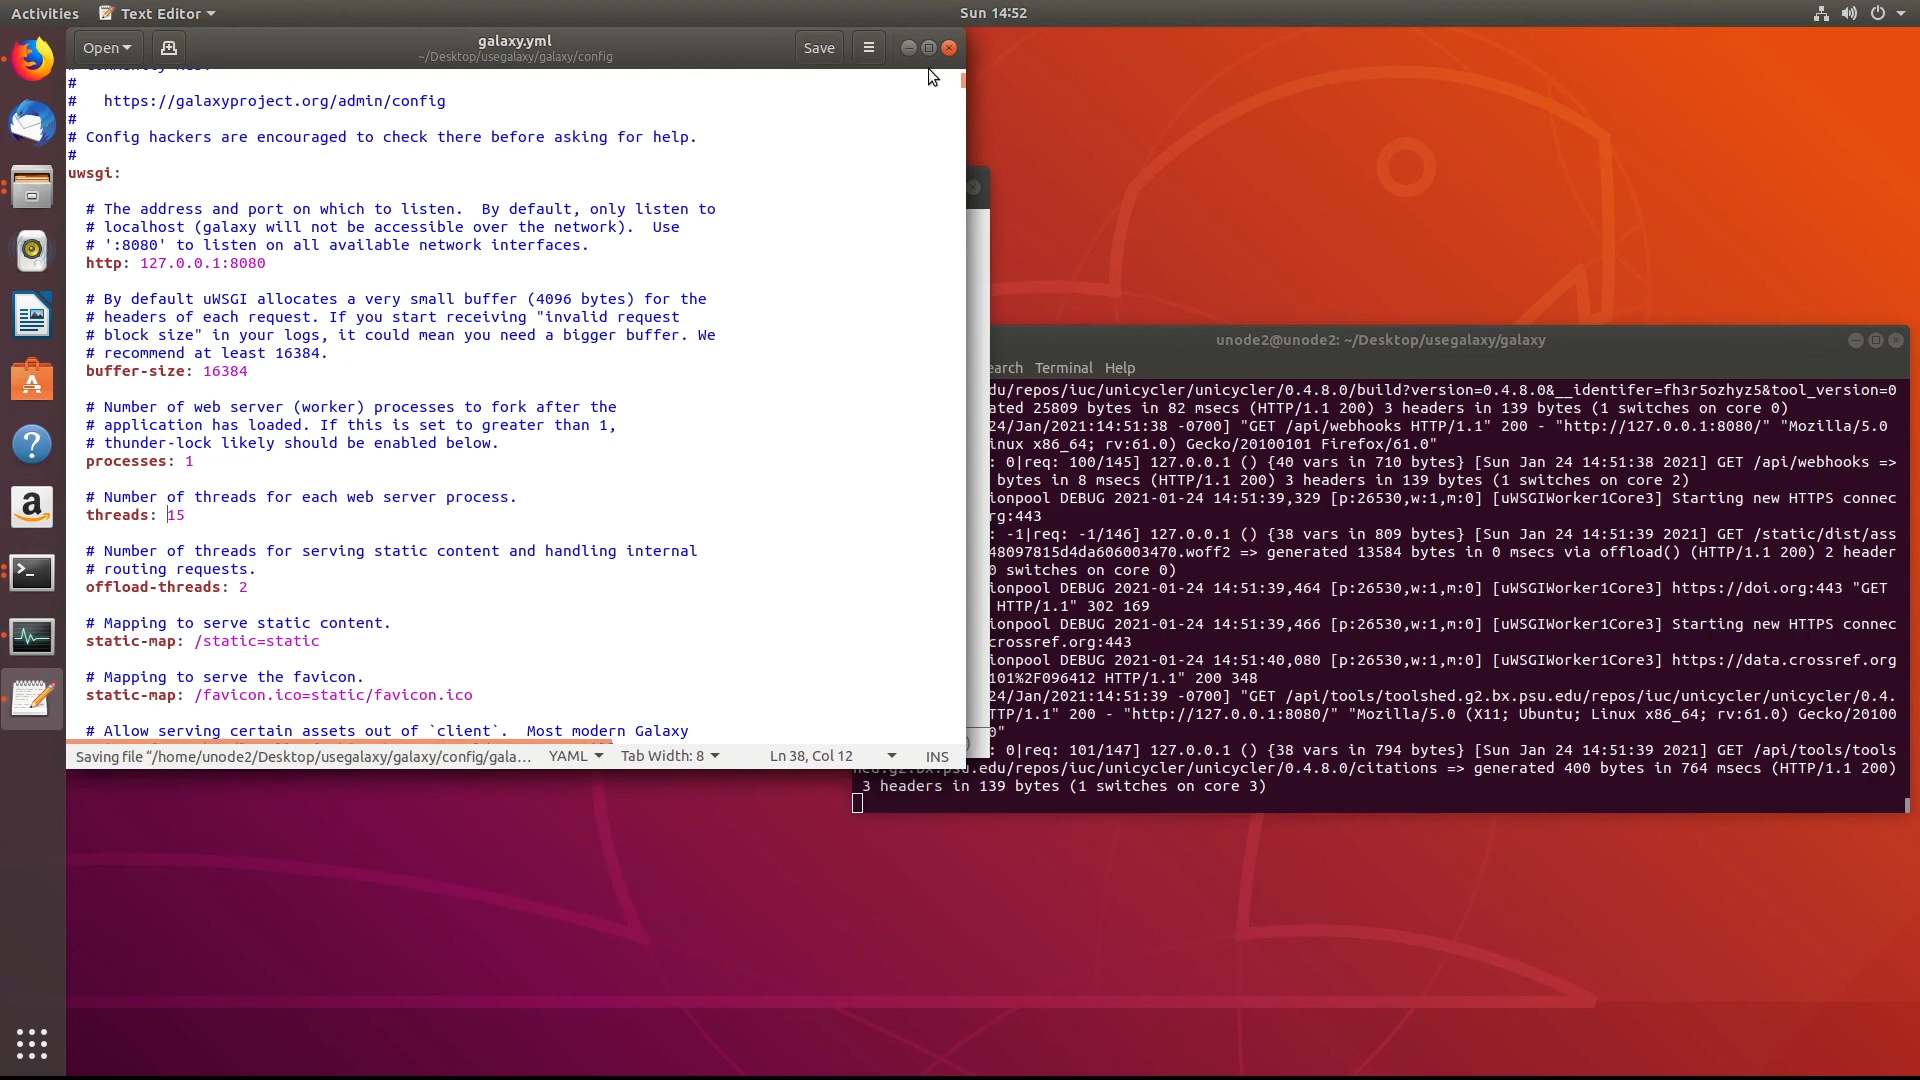 Activities
Text Editor
Sun 14:52
Open
galaxy.yml
~/Desktop/usegalaxy/galaxy/config
Save
#
#   https://galaxyproject.org/admin/config
#
# Config hackers are encouraged to check there before asking for help.
#
uwsgi:
# The address and port on which to listen.  By default, only listen to
# localhost (galaxy will not be accessible over the network).  Use
# ':8080' to listen on all available network interfaces.
http: 127.0.0.1:8080
# By default uWSGI allocates a very small buffer (4096 bytes) for the
# headers of each request. If you start receiving "invalid request
# block size" in your logs, it could mean you need a bigger buffer. We
# recommend at least 16384.
buffer-size: 16384
# Number of web server (worker) processes to fork after the
# application has loaded. If this is set to greater than 1,
# thunder-lock likely should be enabled below.
processes: 1
# Number of threads for each web server process.
threads: 15
# Number of threads for serving static content and handling internal
# routing requests.
offload-threads: 2
# Mapping to serve static content.
static-map: /static=static
# Mapping to serve the favicon.
static-map: /favicon.ico=static/favicon.ico
# Allow serving certain assets out of `client`.  Most modern Galaxy
Saving file “/home/unode2/Desktop/usegalaxy/galaxy/config/gala…
YAML
Tab Width: 8
Ln 38, Col 12
INS
unode2@unode2: ~/Desktop/usegalaxy/galaxy
earch Terminal Help
du/repos/iuc/unicycler/unicycler/0.4.8.0/build?version=0.4.8.0&__identifer=fh3r5ozhyz5&tool_version=0
ated 25809 bytes in 82 msecs (HTTP/1.1 200) 3 headers in 139 bytes (1 switches on core 0)
24/Jan/2021:14:51:38 -0700] "GET /api/webhooks HTTP/1.1" 200 - "http://127.0.0.1:8080/" "Mozilla/5.0
inux x86_64; rv:61.0) Gecko/20100101 Firefox/61.0"
: 0|req: 100/145] 127.0.0.1 () {40 vars in 710 bytes} [Sun Jan 24 14:51:38 2021] GET /api/webhooks =>
bytes in 8 msecs (HTTP/1.1 200) 3 headers in 139 bytes (1 switches on core 2)
ionpool DEBUG 2021-01-24 14:51:39,329 [p:26530,w:1,m:0] [uWSGIWorker1Core3] Starting new HTTPS connec
rg:443
: -1|req: -1/146] 127.0.0.1 () {38 vars in 809 bytes} [Sun Jan 24 14:51:39 2021] GET /static/dist/ass
48097815d4da606003470.woff2 => generated 13584 bytes in 0 msecs via offload() (HTTP/1.1 200) 2 header
0 switches on core 0)
ionpool DEBUG 2021-01-24 14:51:39,464 [p:26530,w:1,m:0] [uWSGIWorker1Core3] https://doi.org:443 "GET
HTTP/1.1" 302 169
ionpool DEBUG 2021-01-24 14:51:39,466 [p:26530,w:1,m:0] [uWSGIWorker1Core3] Starting new HTTPS connec
crossref.org:443
ionpool DEBUG 2021-01-24 14:51:40,080 [p:26530,w:1,m:0] [uWSGIWorker1Core3] https://data.crossref.org
101%2F096412 HTTP/1.1" 200 348
24/Jan/2021:14:51:39 -0700] "GET /api/tools/toolshed.g2.bx.psu.edu/repos/iuc/unicycler/unicycler/0.4.
TTP/1.1" 200 - "http://127.0.0.1:8080/" "Mozilla/5.0 (X11; Ubuntu; Linux x86_64; rv:61.0) Gecko/20100
0"
: 0|req: 101/147] 127.0.0.1 () {38 vars in 794 bytes} [Sun Jan 24 14:51:39 2021] GET /api/tools/tools
hed.g2.bx.psu.edu/repos/iuc/unicycler/unicycler/0.4.8.0/citations => generated 400 bytes in 764 msecs (HTTP/1.1 200)
3 headers in 139 bytes (1 switches on core 3)